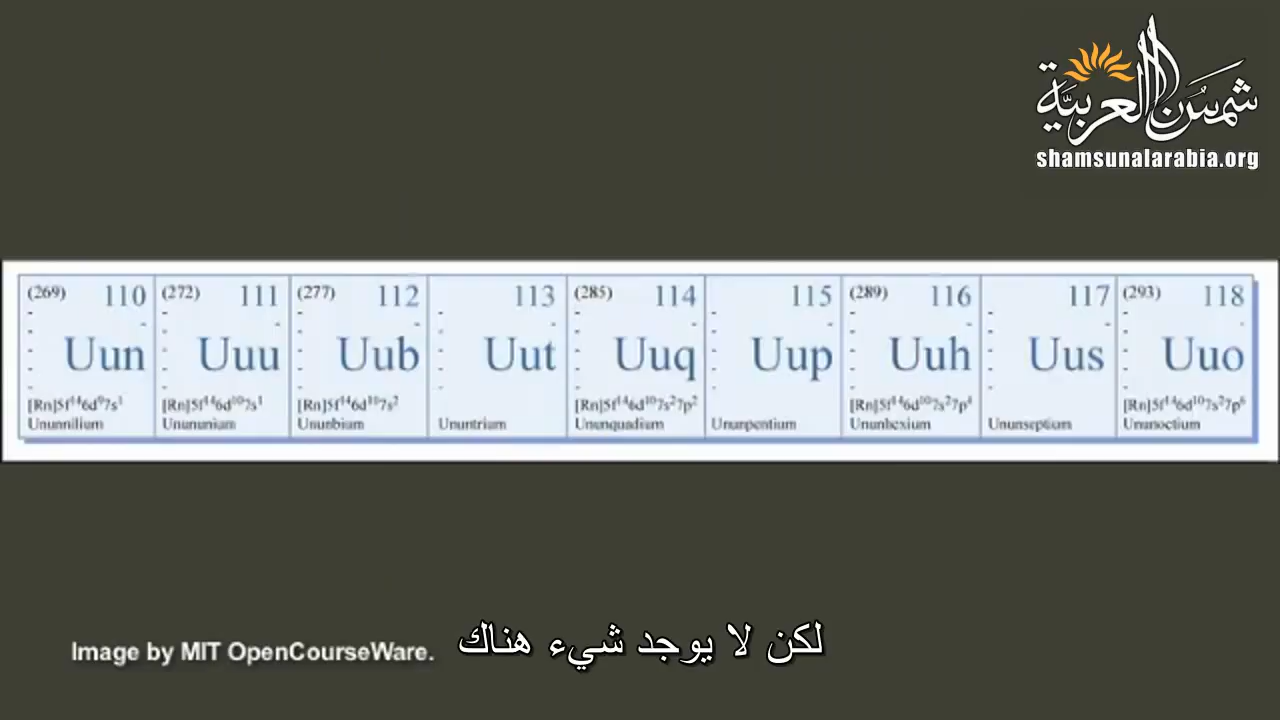 شمس العربية
shamsunalarabia.org
(269) 110 (272) 111 (277) 112 113 (285) 114 115 (289) 116 117 (293) 118
Uun Uuu Uub Uut Uuq Uup Uuh Uus Uuo
[Rn]5f¹⁴6d⁹7s¹ [Rn]5f¹⁴6d¹⁰7s¹ [Rn]5f¹⁴6d¹⁰7s² [Rn]5f¹⁴6d¹⁰7s²7p² [Rn]5f¹⁴6d¹⁰7s²7p⁴ [Rn]5f¹⁴6d¹⁰7s²7p⁶
Ununnilium Unununium Ununbium Ununtrium Ununquadium Ununpentium Ununhexium Ununseptium Ununoctium
لكن لا يوجد شيء هناك
Image by MIT OpenCourseWare.